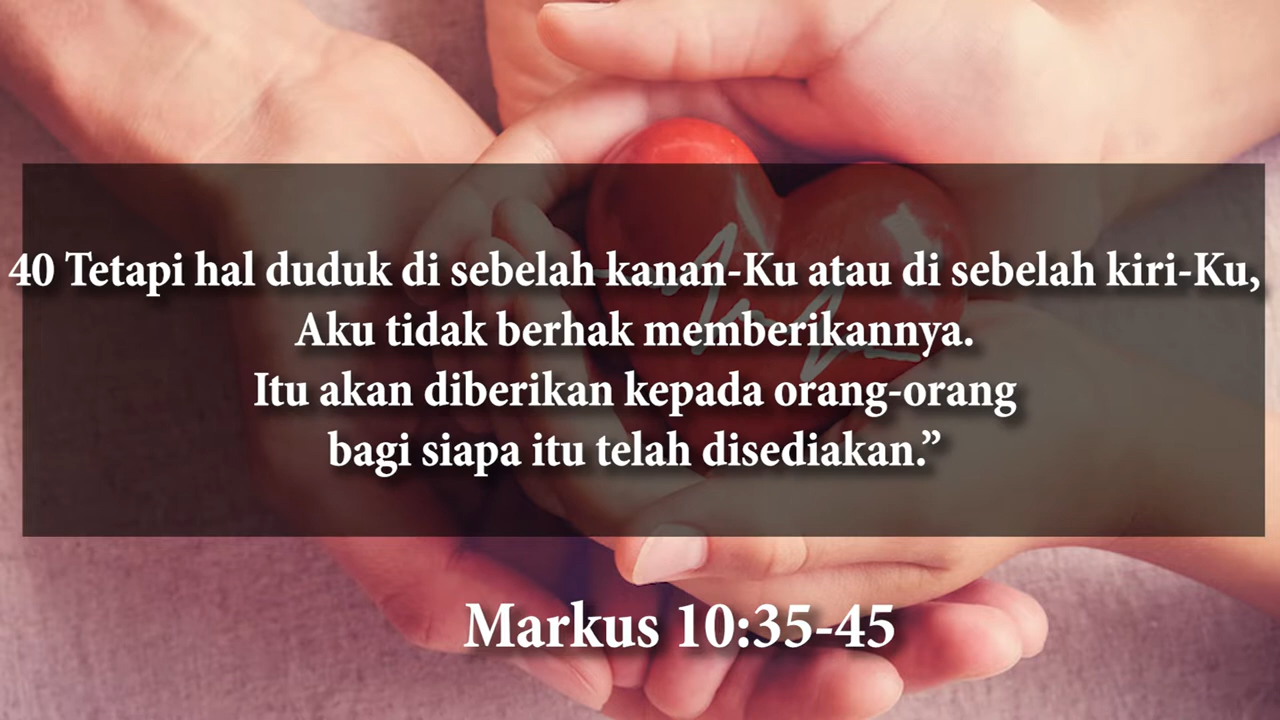 40 Tetapi hal duduk di sebelah kanan-Ku atau di sebelah kiri-Ku,
Aku tidak berhak memberikannya.
Itu akan diberikan kepada orang-orang
bagi siapa itu telah disediakan.”
Markus 10:35-45